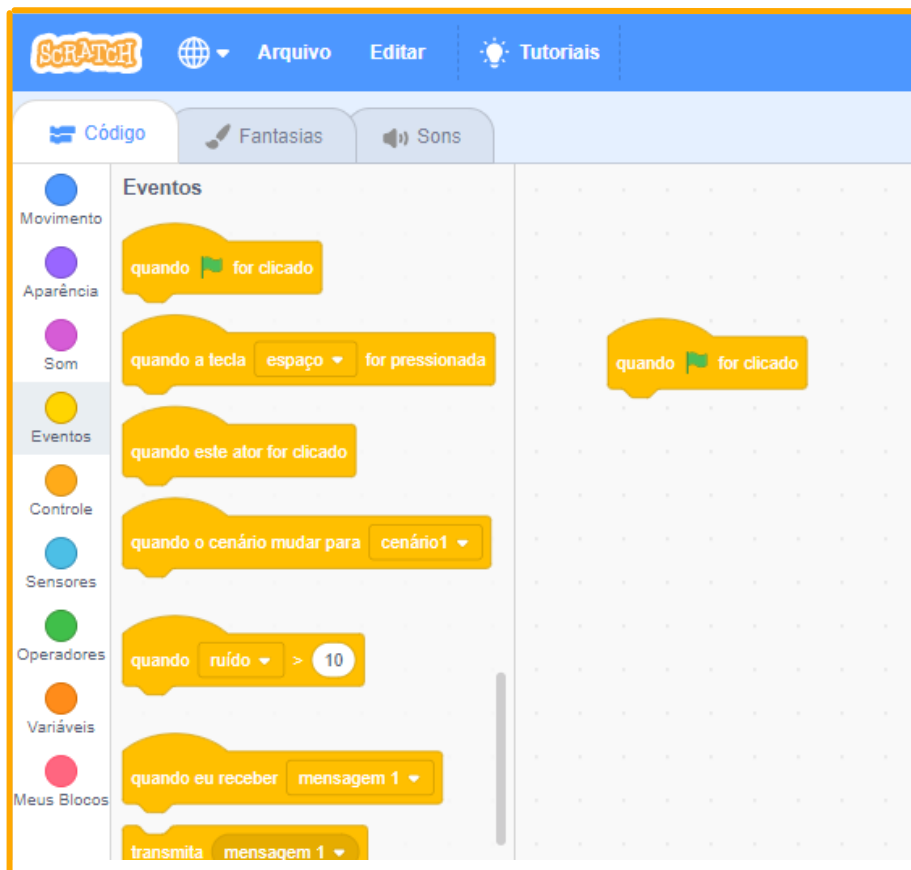 SCRATCH Arquivo Editar Tutoriais
Código Fantasias Sons
Movimento
Aparência
Som
Eventos
Controle
Sensores
Operadores
Variáveis
Meus Blocos
Eventos
quando for clicado
quando a tecla espaço for pressionada
quando este ator for clicado
quando o cenário mudar para cenário1
quando ruído > 10
quando eu receber mensagem 1
transmita mensagem 1
quando for clicado